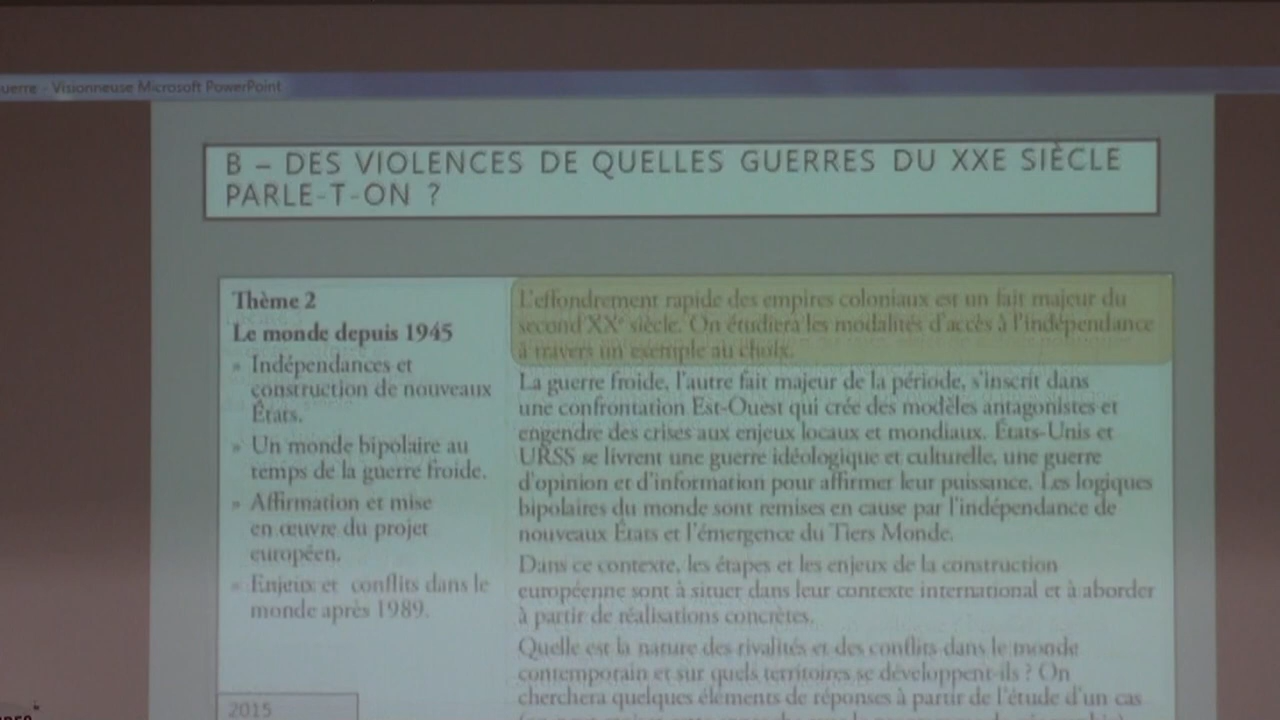 uerre - Visionneuse Microsoft PowerPoint
B – DES VIOLENCES DE QUELLES GUERRES DU XXE SIÈCLE
PARLE-T-ON ?
Thème 2
Le monde depuis 1945
» Indépendances et
construction de nouveaux
États.
» Un monde bipolaire au
temps de la guerre froide.
» Affirmation et mise
en œuvre du projet
européen.
» Enjeux et conflits dans le
monde après 1989.
L'effondrement rapide des empires coloniaux est un fait majeur du
second XXe siècle. On étudiera les modalités d'accès à l'indépendance
à travers un exemple au choix.
La guerre froide, l'autre fait majeur de la période, s'inscrit dans
une confrontation Est-Ouest qui crée des modèles antagonistes et
engendre des crises aux enjeux locaux et mondiaux. États-Unis et
URSS se livrent une guerre idéologique et culturelle, une guerre
d'opinion et d'information pour affirmer leur puissance. Les logiques
bipolaires du monde sont remises en cause par l'indépendance de
nouveaux États et l'émergence du Tiers Monde.
Dans ce contexte, les étapes et les enjeux de la construction
européenne sont à situer dans leur contexte international et à aborder
à partir de réalisations concrètes.
Quelle est la nature des rivalités et des conflits dans le monde
contemporain et sur quels territoires se développent-ils ? On
cherchera quelques éléments de réponses à partir de l'étude d'un cas
2015